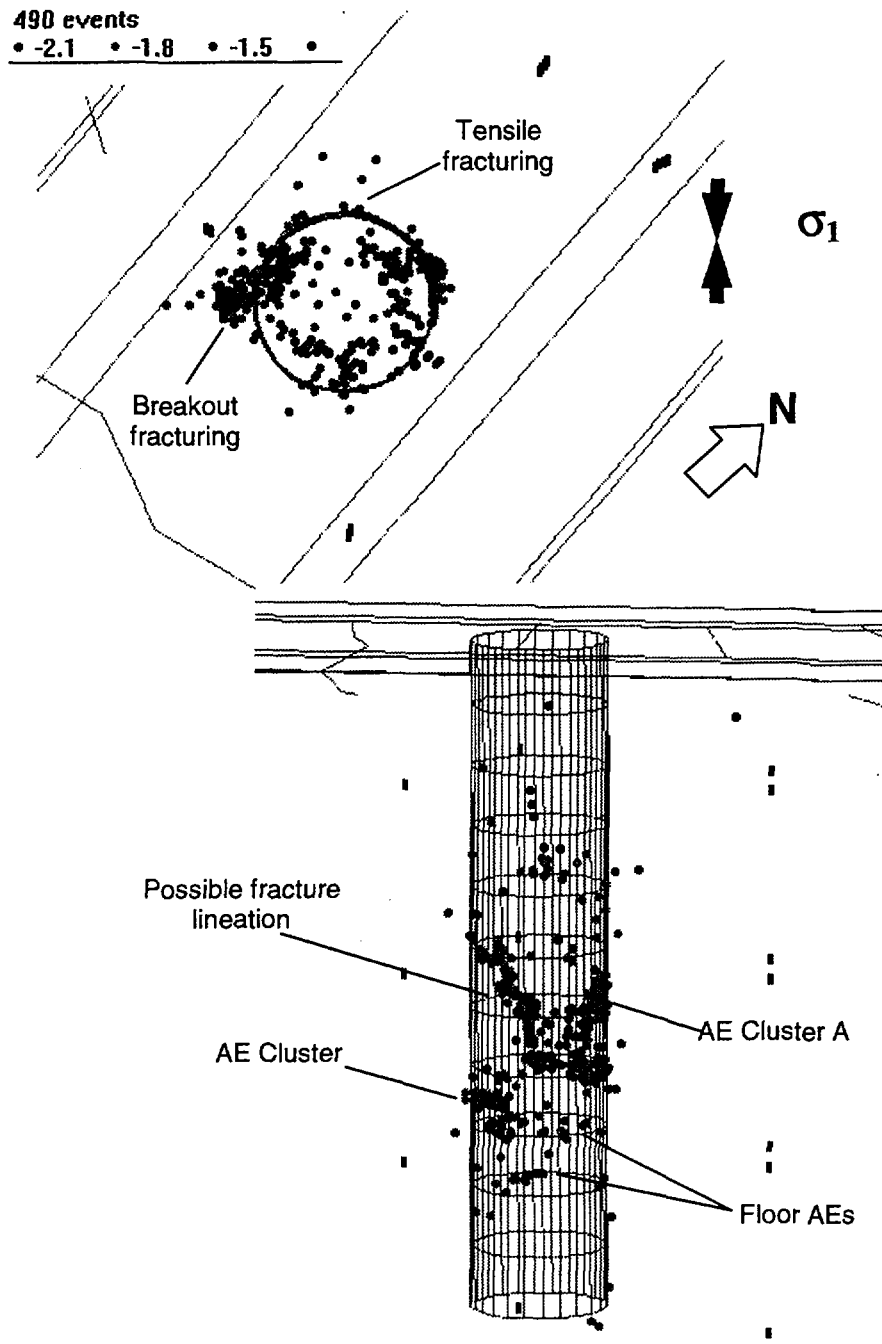 490 events
-2.1 -1.8 -1.5
Tensile
fracturing
σ1
N
Breakout
fracturing
Possible fracture
lineation
AE Cluster A
AE Cluster
Floor AEs